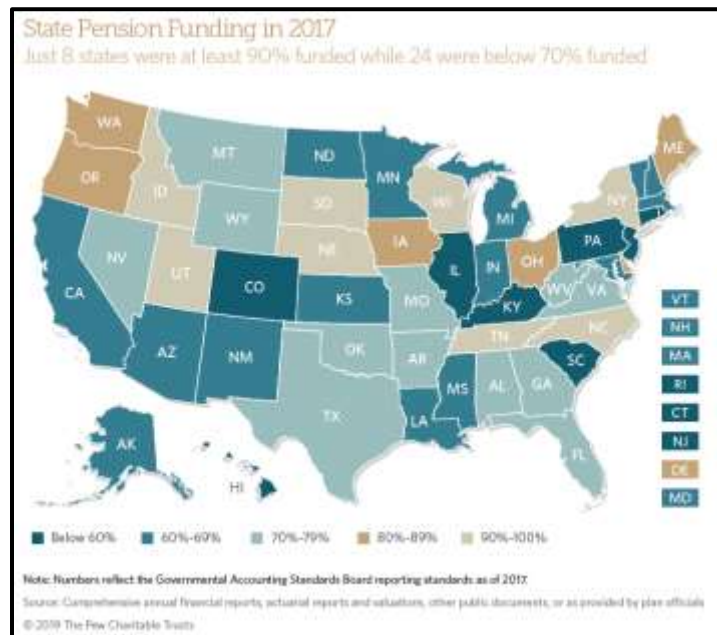 State Pension Funding in 2017
Just 8 states were at least 90% funded while 24 were below 70% funded
WA
ME
MT
ND
OR
MN
ID
SD
WI
NY
WY
MI
IA
PA
NE
NV
OH
IL
IN
UT
CO
WV
VA
CA
KS
MO
KY
NC
TN
AZ
NM
OK
AR
SC
MS
AL
GA
TX
LA
AK
HI
FL
VT
NH
MA
RI
CT
NJ
DE
MD
Below 60% 60%-69% 70%-79% 80%-89% 90%-100%
Note: Numbers reflect the Governmental Accounting Standards Board reporting standards as of 2017.
Source: Comprehensive annual financial reports, actuarial reports and valuations, other public documents, or as provided by plan officials
© 2019 The Pew Charitable Trusts